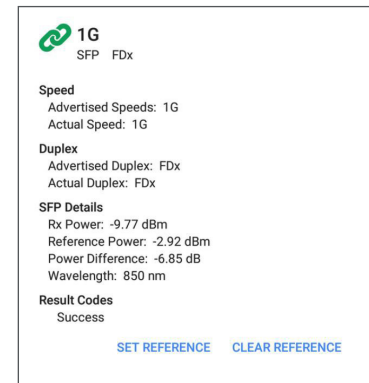 1G
SFP FDx
Speed
Advertised Speeds: 1G
Actual Speed: 1G
Duplex
Advertised Duplex: FDx
Actual Duplex: FDx
SFP Details
Rx Power: -9.77 dBm
Reference Power: -2.92 dBm
Power Difference: -6.85 dB
Wavelength: 850 nm
Result Codes
Success
SET REFERENCE CLEAR REFERENCE